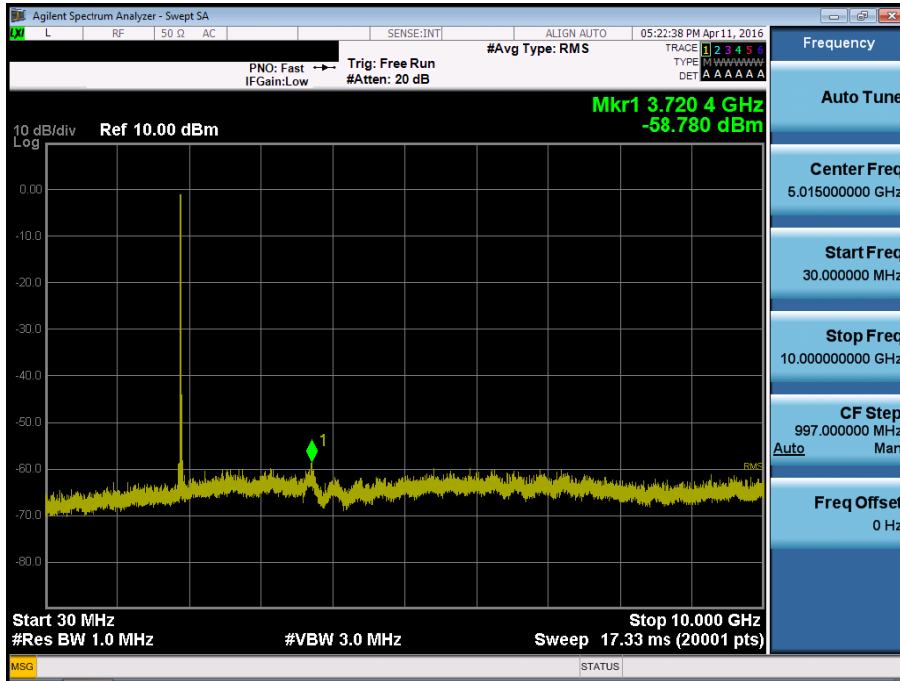 Agilent Spectrum Analyzer - Swept SA
LXI L RF 50 Ω AC SENSE:INT ALIGN AUTO 05:22:38 PM Apr 11, 2016
#Avg Type: RMS
TRACE 1 2 3 4 5 6
PNO: Fast Trig: Free Run
TYPE M WWWWW
IFGain:Low #Atten: 20 dB
DET A A A A A A
Mkr1 3.720 4 GHz
-58.780 dBm
10 dB/div Ref 10.00 dBm
Log
0.00
-10.0
-20.0
-30.0
-40.0
-50.0
1
-60.0
RMS
-70.0
-80.0
Start 30 MHz Stop 10.000 GHz
#Res BW 1.0 MHz #VBW 3.0 MHz Sweep 17.33 ms (20001 pts)
MSG STATUS
Frequency
Auto Tune
Center Freq
5.015000000 GHz
Start Freq
30.000000 MHz
Stop Freq
10.000000000 GHz
CF Step
997.000000 MHz
Auto Man
Freq Offset
0 Hz